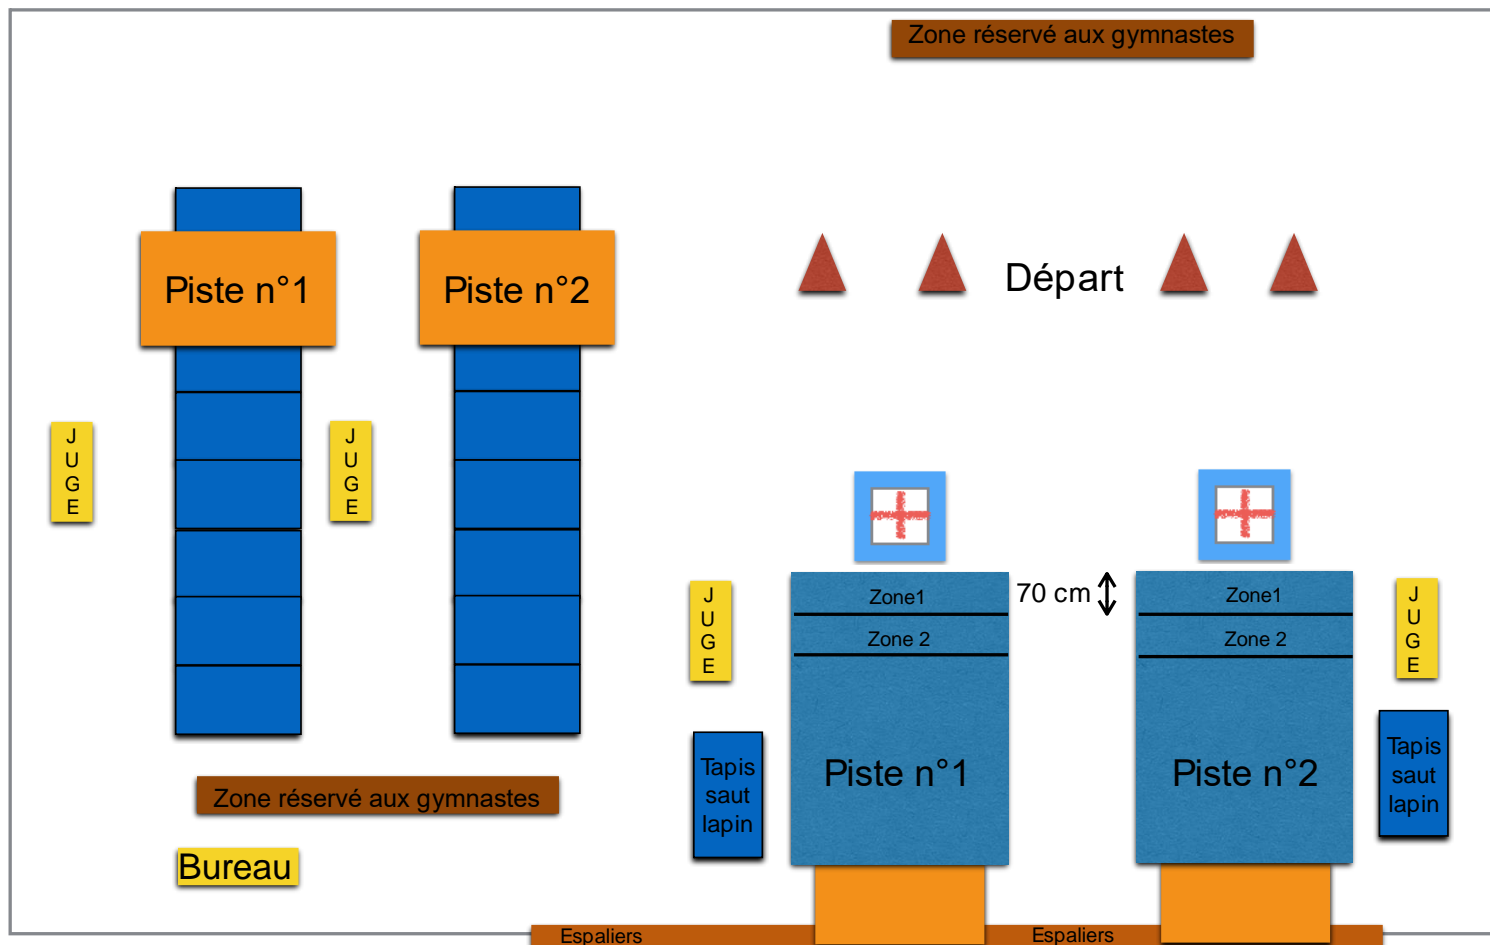 Zone réservé aux gymnastes
Piste n°1
Piste n°2
Départ
J
U
G
E
J
U
G
E
Zone1
70 cm
Zone1
Zone 2
Zone 2
J
U
G
E
J
U
G
E
Tapis
saut
lapin
Piste n°1
Piste n°2
Tapis
saut
lapin
Zone réservé aux gymnastes
Bureau
Espaliers
Espaliers